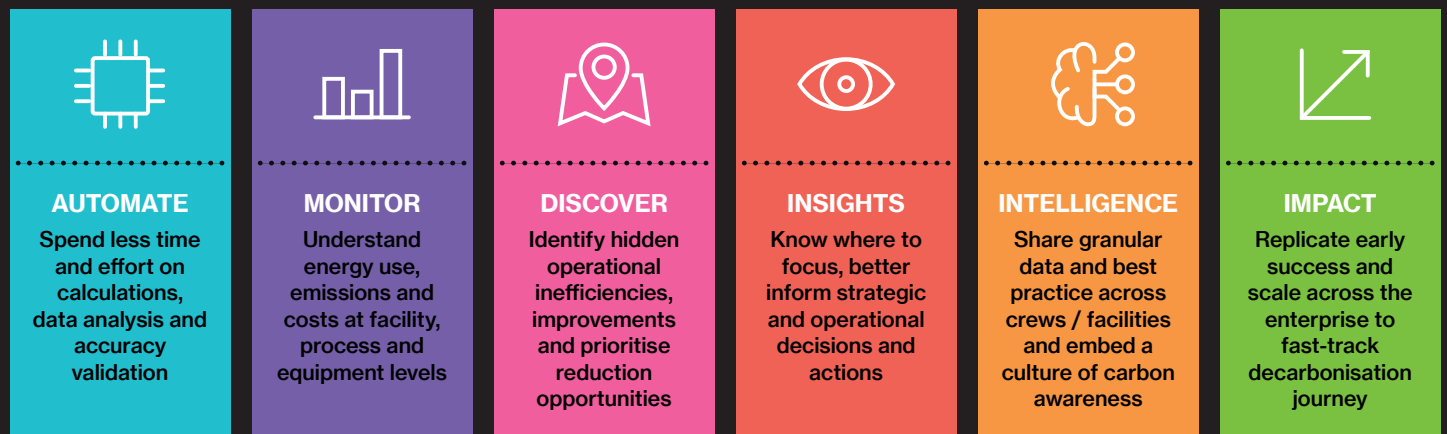 AUTOMATE
Spend less time
and effort on
calculations,
data analysis and
accuracy
validation
MONITOR
Understand
energy use,
emissions and
costs at facility,
process and
equipment levels
DISCOVER
Identify hidden
operational
inefficiencies,
improvements
and prioritise
reduction
opportunities
INSIGHTS
Know where to
focus, better
inform strategic
and operational
decisions and
actions
INTELLIGENCE
Share granular
data and best
practice across
crews / facilities
and embed a
culture of carbon
awareness
IMPACT
Replicate early
success and
scale across the
enterprise to
fast-track
decarbonisation
journey